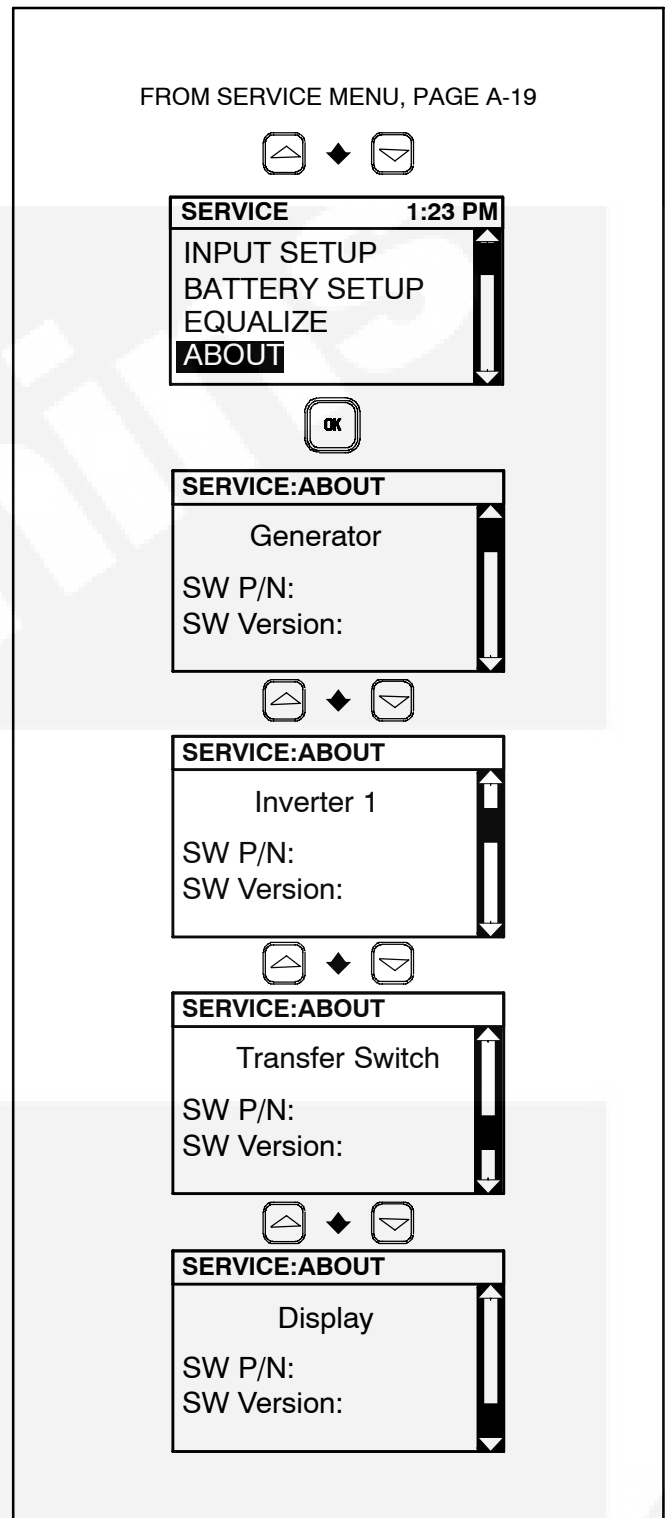 FROM SERVICE MENU, PAGE A-19
SERVICE 1:23 PM
INPUT SETUP
BATTERY SETUP
EQUALIZE
ABOUT
OK
SERVICE:ABOUT
Generator
SW P/N:
SW Version:
SERVICE:ABOUT
Inverter 1
SW P/N:
SW Version:
SERVICE:ABOUT
Transfer Switch
SW P/N:
SW Version:
SERVICE:ABOUT
Display
SW P/N:
SW Version: